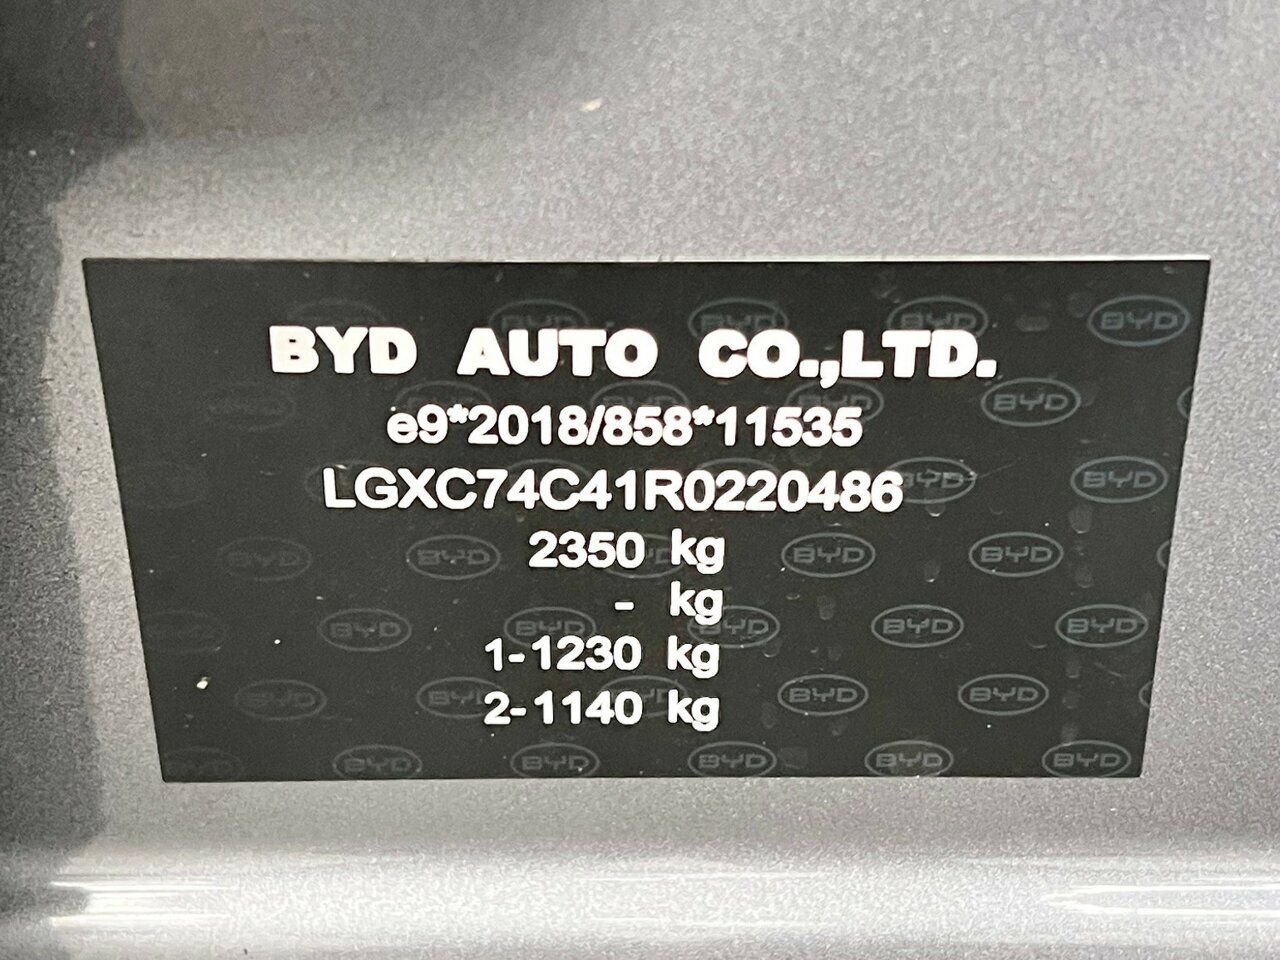 BYD AUTO CO.,LTD.
e9*2018/858*11535
LGXC74C41R0220486
2350 kg
- kg
1-1230 kg
2-1140 kg